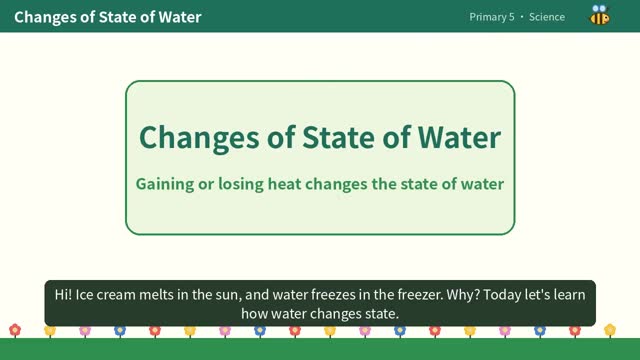 Changes of State of Water
Primary 5 • Science
Changes of State of Water
Gaining or losing heat changes the state of water
Hi! Ice cream melts in the sun, and water freezes in the freezer. Why? Today let's learn
how water changes state.